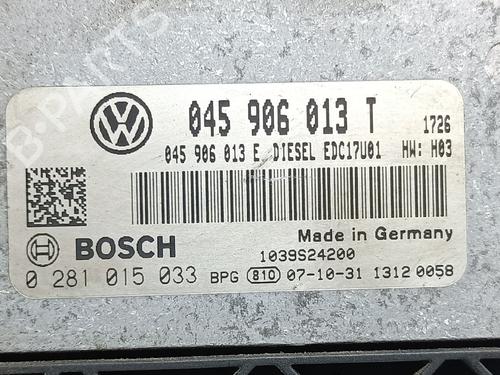 B-PARTS
045 906 013 T 1726
045 906 013 E DIESEL EDC17U01 HW: H03
BOSCH
Made in Germany
1039S24200
0 281 015 033 BPG 810 07-10-31 1312 0058